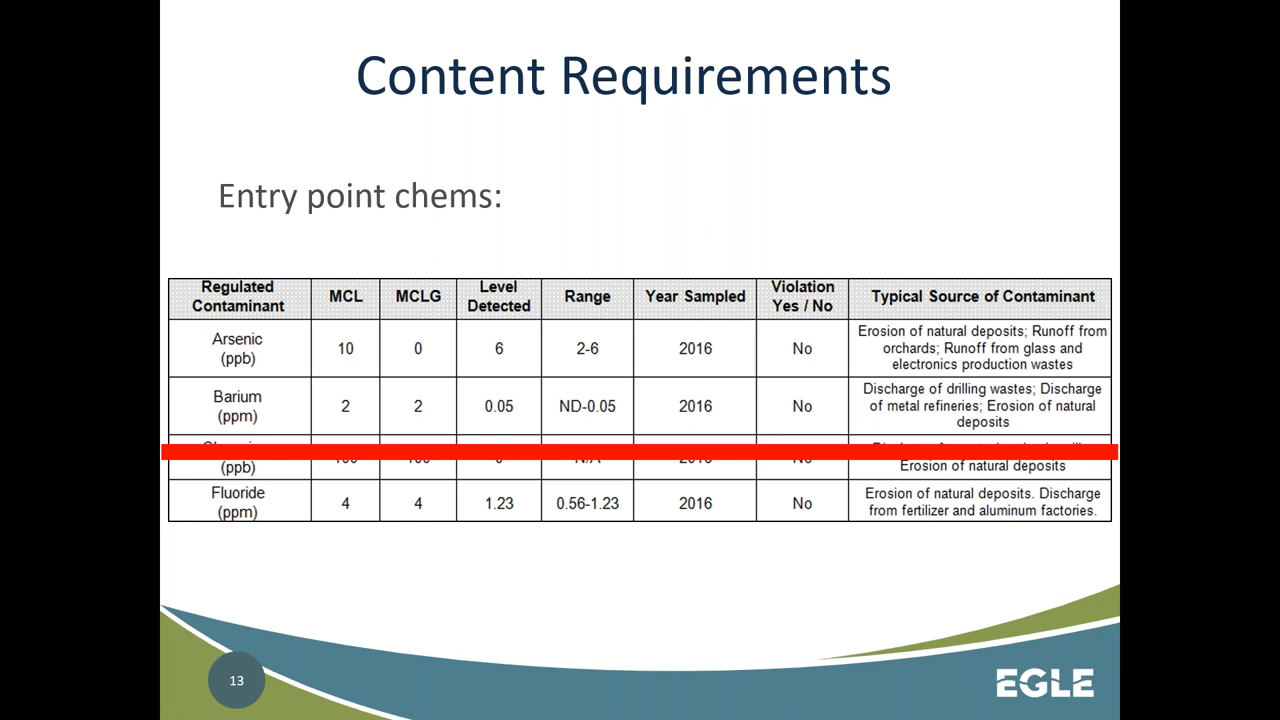 Content Requirements
Entry point chems:
Regulated Contaminant MCL MCLG Level Detected Range Year Sampled Violation Yes / No Typical Source of Contaminant
Arsenic (ppb) 10 0 6 2-6 2016 No Erosion of natural deposits; Runoff from orchards; Runoff from glass and electronics production wastes
Barium (ppm) 2 2 0.05 ND-0.05 2016 No Discharge of drilling wastes; Discharge of metal refineries; Erosion of natural deposits
(ppb) Erosion of natural deposits
Fluoride (ppm) 4 4 1.23 0.56-1.23 2016 No Erosion of natural deposits. Discharge from fertilizer and aluminum factories.
13
EGLE